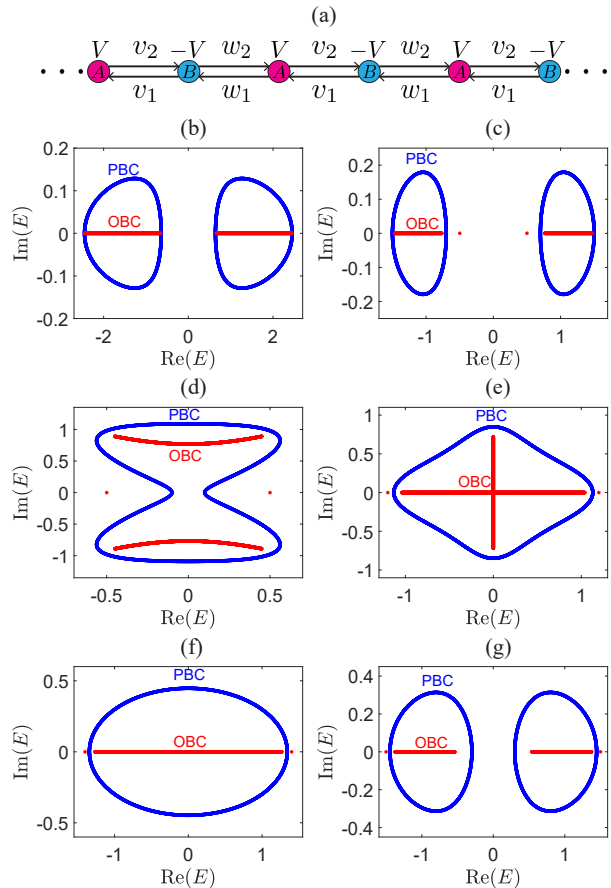 (a)
V v₂ −V w₂ V v₂ −V w₂ V v₂ −V
··· A B A B A B ···
v₁ w₁ v₁ w₁ v₁
(b) (c)
0.2 0.2
PBC PBC
0.1 0.1
Im(E) OBC Im(E) OBC
0 0
-0.1 -0.1
-0.2 -0.2
-2 0 2 -1 0 1
Re(E) Re(E)
(d) (e)
PBC PBC
1 1
OBC
0.5 0.5
Im(E) Im(E) OBC
0 0
-0.5 -0.5
-1 -1
-0.5 0 0.5 -1 0 1
Re(E) Re(E)
(f) (g)
PBC PBC
0.5 0.4
0.2
Im(E) OBC Im(E) OBC
0 0
-0.2
-0.5 -0.4
-1 0 1 -1 0 1
Re(E) Re(E)